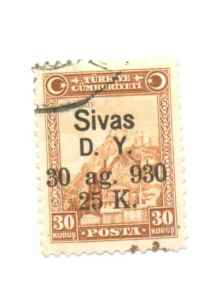 TÜRKİYE
CÜMHURİYETİ
Sivas
D. Y.
30 ag. 930
25 K.
30 POSTA 30
KURUŞ KURUŞ